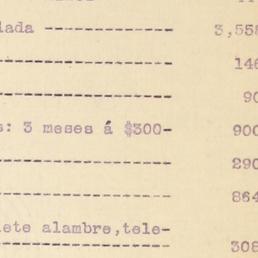 lada ---------------- 3,558
---------------------- 146
---------------------- 90
s: 3 meses á $300- 900
---------------------- 290
---------------------- 864
ete alambre,tele-
---------------------- 308